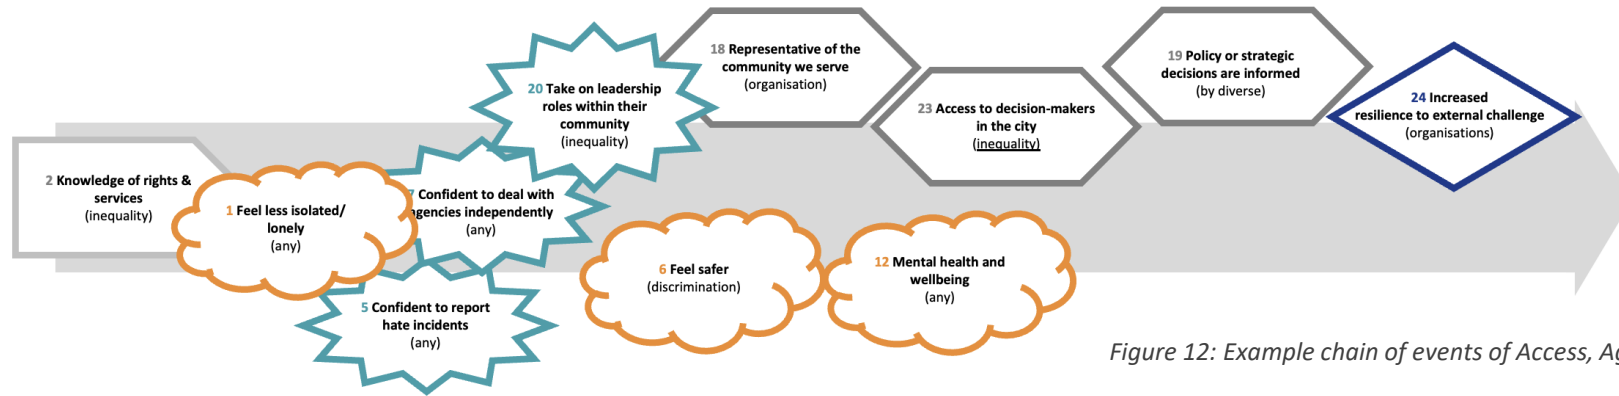 2 Knowledge of rights &
services
(inequality)
1 Feel less isolated/
lonely
(any)
7 Confident to deal with
agencies independently
(any)
5 Confident to report
hate incidents
(any)
20 Take on leadership
roles within their
community
(inequality)
18 Representative of the
community we serve
(organisation)
6 Feel safer
(discrimination)
12 Mental health and
wellbeing
(any)
23 Access to decision-makers
in the city
(inequality)
19 Policy or strategic
decisions are informed
(by diverse)
24 Increased
resilience to external challenge
(organisations)
Figure 12: Example chain of events of Access, Ag